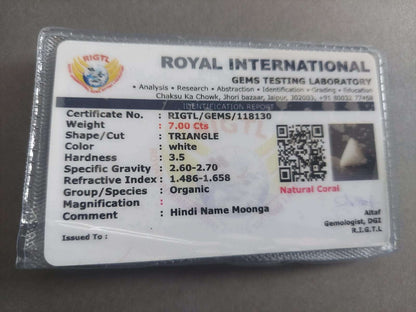 RIGTL
ROYAL INTERNATIONAL
GEMS TESTING LABORATORY
• Analysis • Research • Abstraction • Identification • Grading • Education
Chaksu Ka Chowk, Jhori bazaar, Jaipur, J02003, +91 80032 77468
IDENTIFICATION REPORT
Certificate No. : RIGTL/GEMS/118130
Weight : 7.00 Cts
Shape/Cut : TRIANGLE
Color : white
Hardness : 3.5
Specific Gravity : 2.60-2.70
Refractive Index : 1.486-1.658
Group/Species : Organic
Magnification :
Comment : Hindi Name Moonga
Natural Coral
Altaf
Gemologist, DGI
R.I.G.T.L
Issued To :